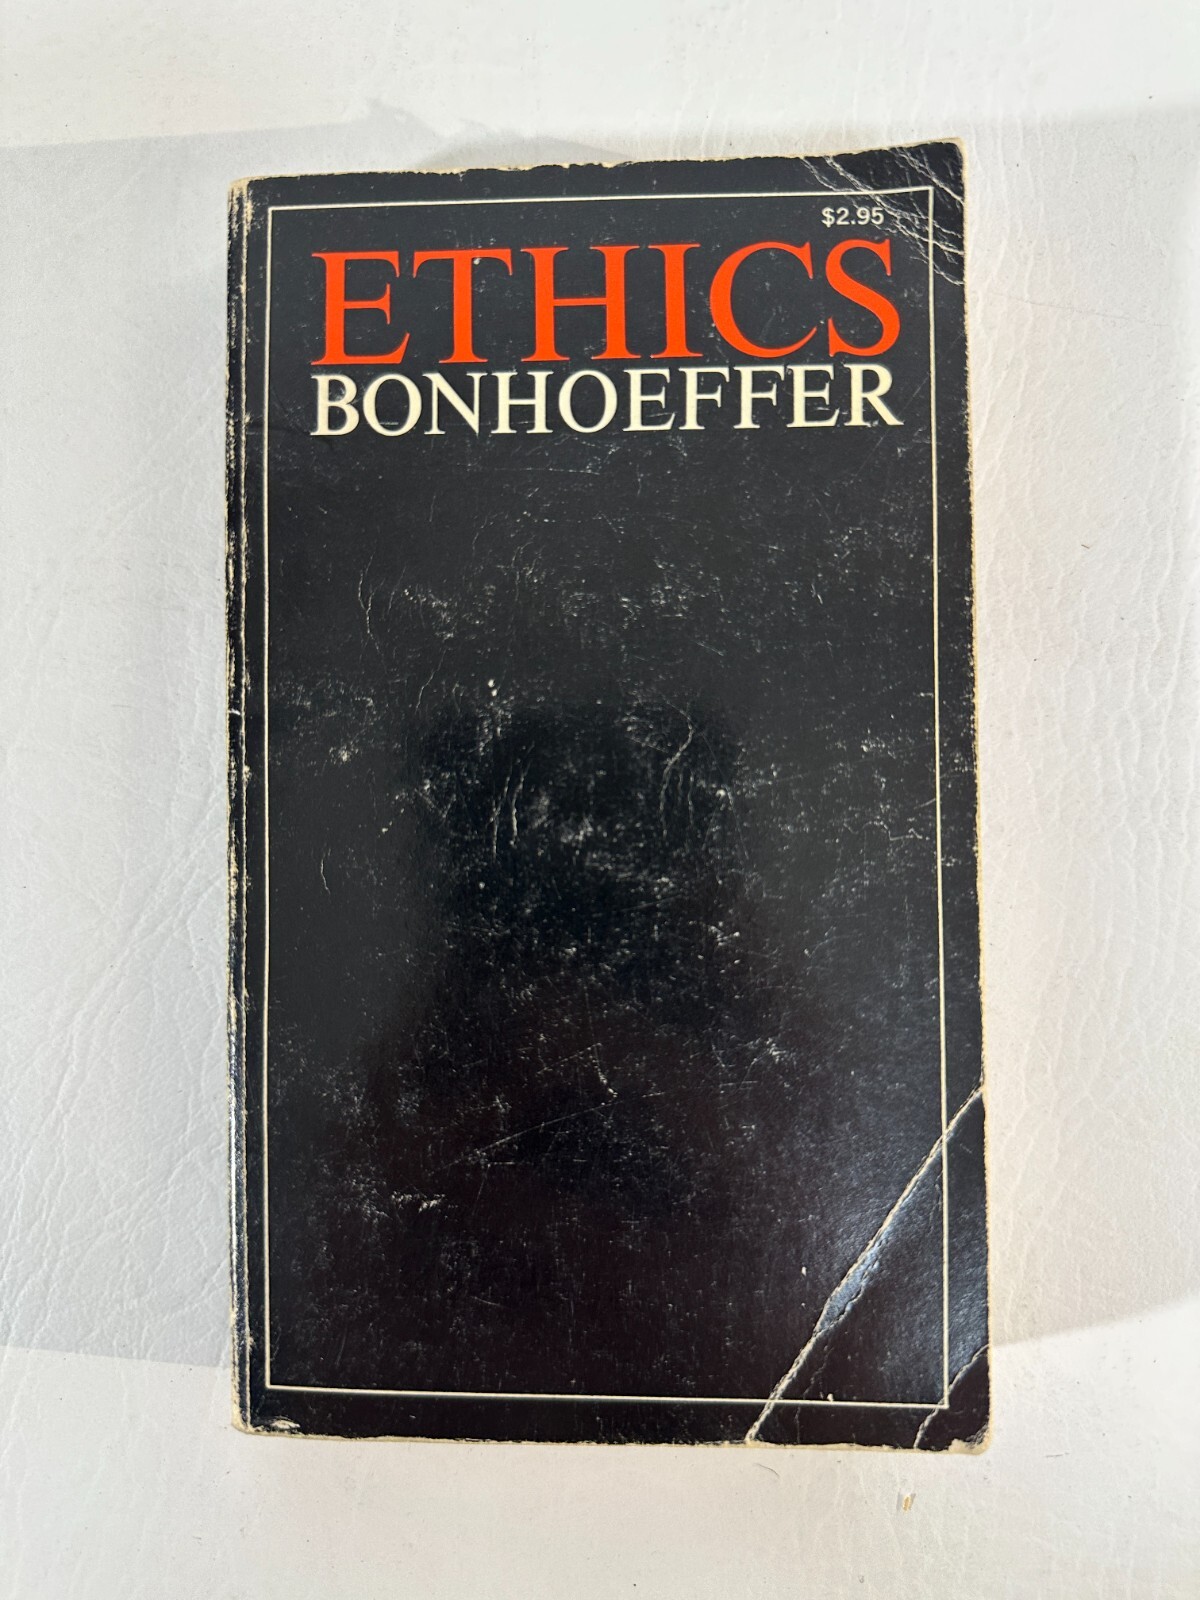 $2.95
ETHICS
BONHOEFFER